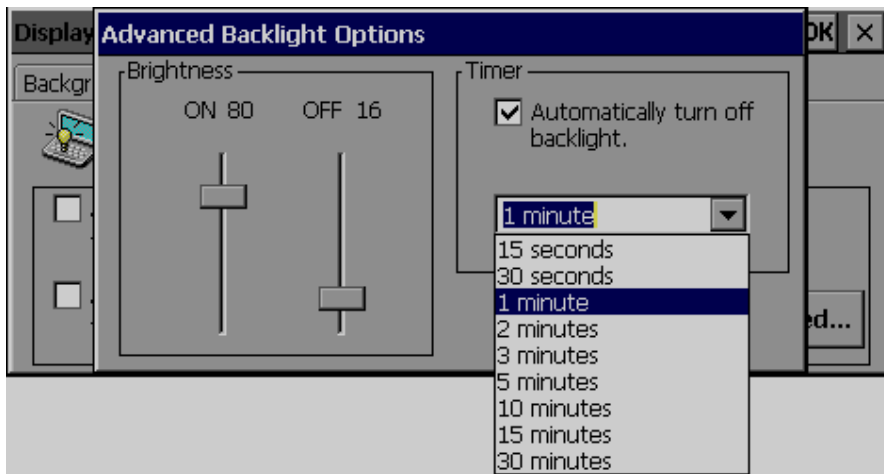 Display
Advanced Backlight Options
OK
Backgr
Brightness
ON 80
OFF 16
Timer
Automatically turn off
backlight.
1 minute
15 seconds
30 seconds
1 minute
2 minutes
3 minutes
5 minutes
10 minutes
15 minutes
30 minutes
ed...